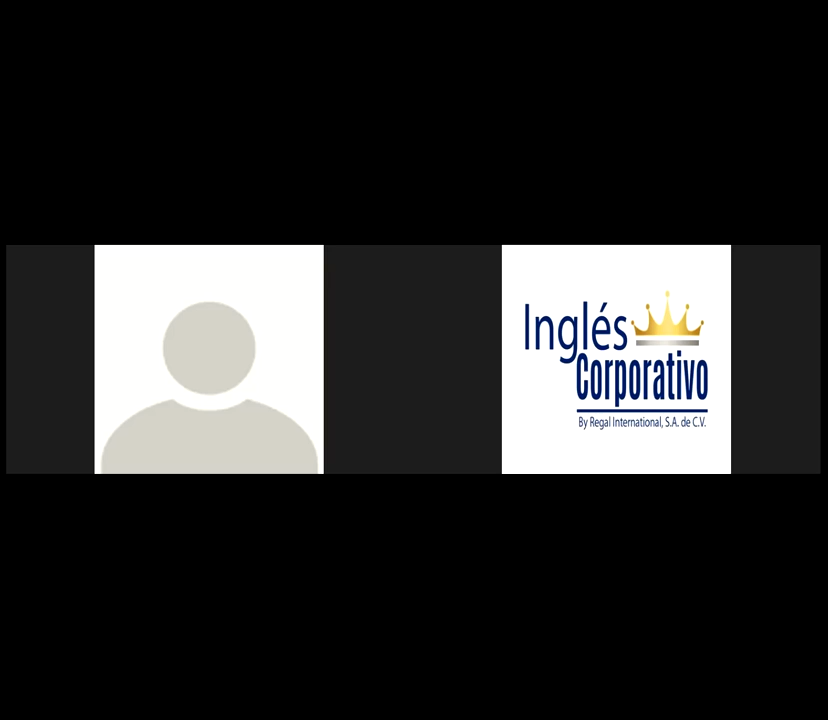 Inglés
Corporativo
By Regal International, S.A. de C.V.